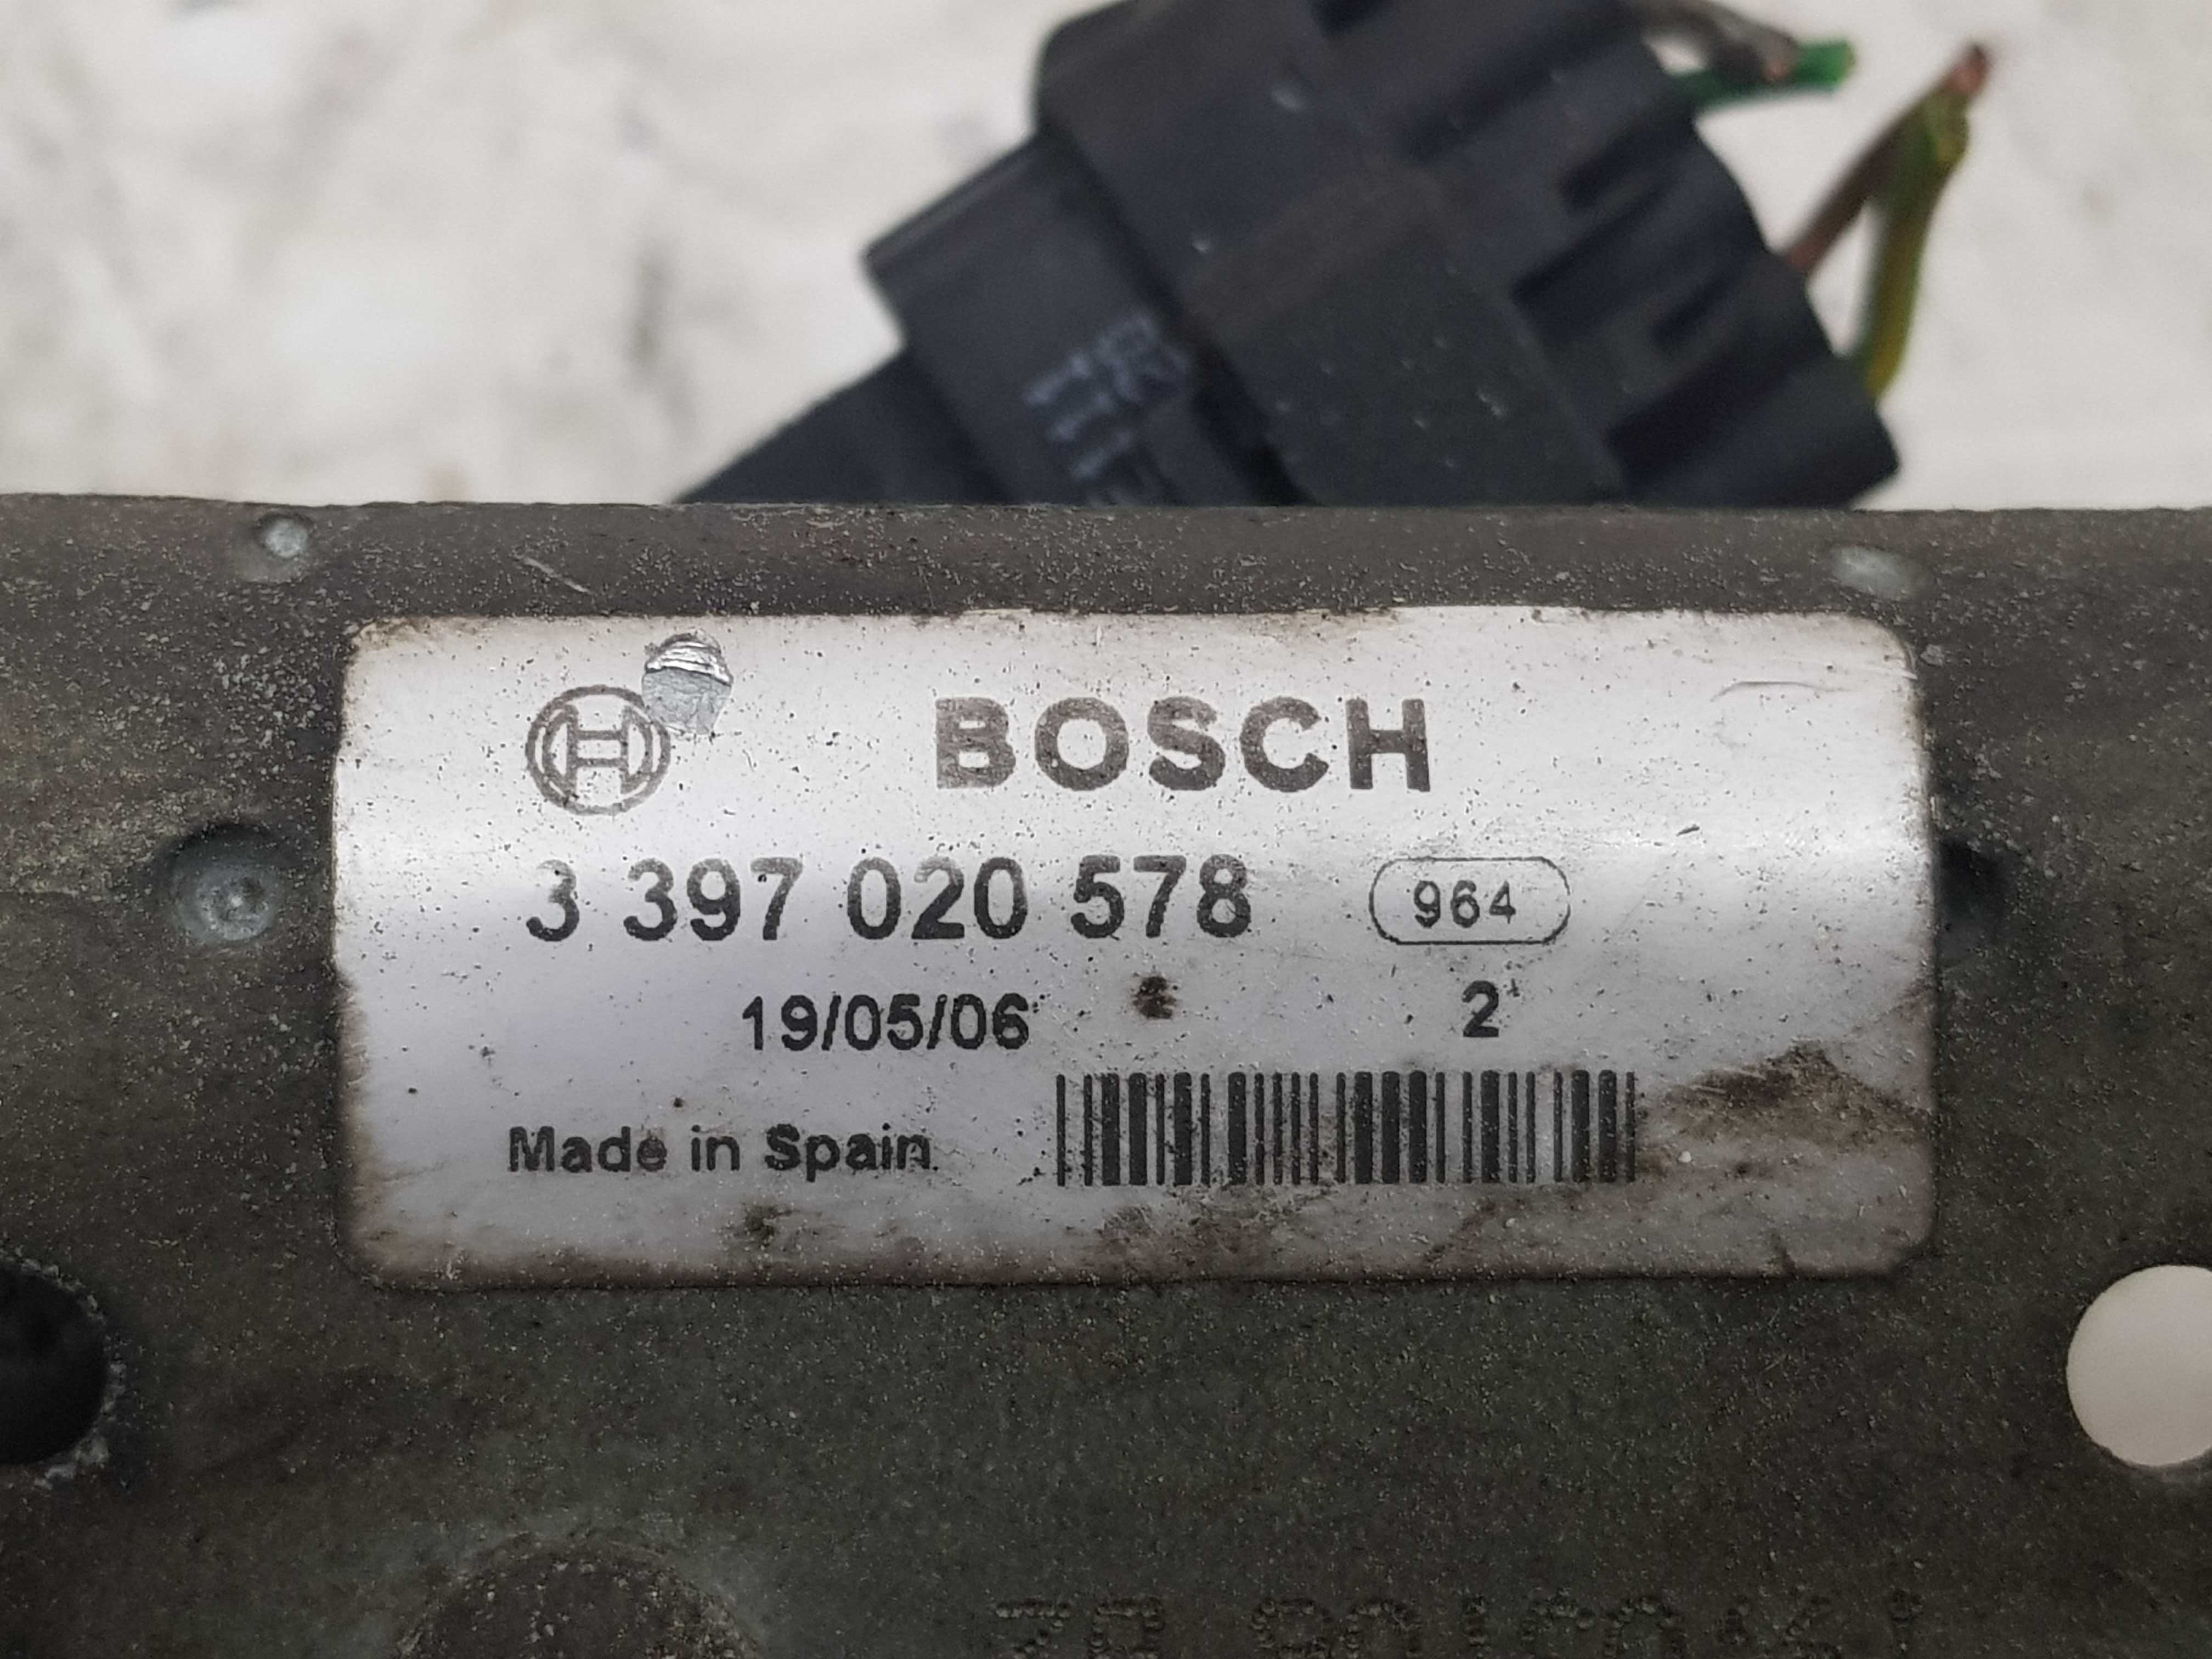 BOSCH
3 397 020 578 964
19/05/06 2
Made in Spain